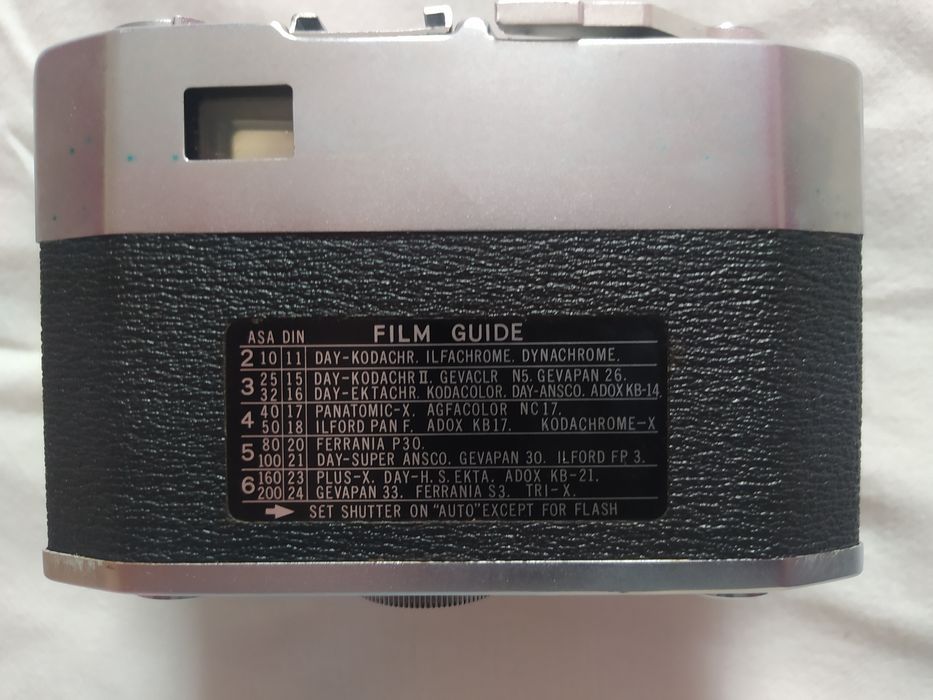 ASA DIN FILM GUIDE
2 10 11 DAY-KODACHR. ILFACHROME. DYNACHROME.
3 25 15 DAY-KODACHR II. GEVACLR N5. GEVAPAN 26.
32 16 DAY-EKTACHR. KODACOLOR. DAY-ANSCO. ADOX KB-14.
4 40 17 PANATOMIC-X. AGFACOLOR NC 17.
50 18 ILFORD PAN F. ADOX KB17. KODACHROME-X
5 80 20 FERRANIA P30.
100 21 DAY-SUPER ANSCO. GEVAPAN 30. ILFORD FP 3.
6 160 23 PLUS-X. DAY-H. S. EKTA. ADOX KB-21.
200 24 GEVAPAN 33. FERRANIA S3. TRI-X.
SET SHUTTER ON "AUTO" EXCEPT FOR FLASH